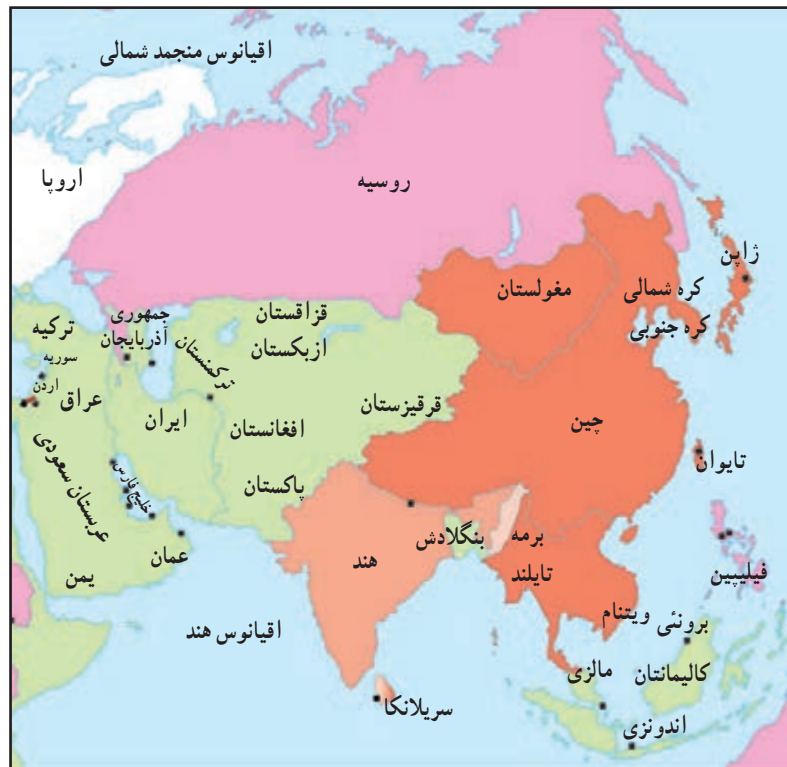 اقیانوس منجمد شمالی
اروپا
روسیه
ژاپن
کره شمالی
کره جنوبی
مغولستان
قزاقستان
ازبکستان
ترکمنستان
جمهوری
آذربایجان
ترکیه
سوریه
اردن
عراق
ایران
افغانستان
قرقیزستان
چین
تایوان
پاکستان
خلیج فارس
عربستان سعودی
عمان
یمن
هند
بنگلادش
برمه
تایلند
فیلیپین
ویتنام
برونئی
اقیانوس هند
مالزی
کالیمانتان
سریلانکا
اندونزی